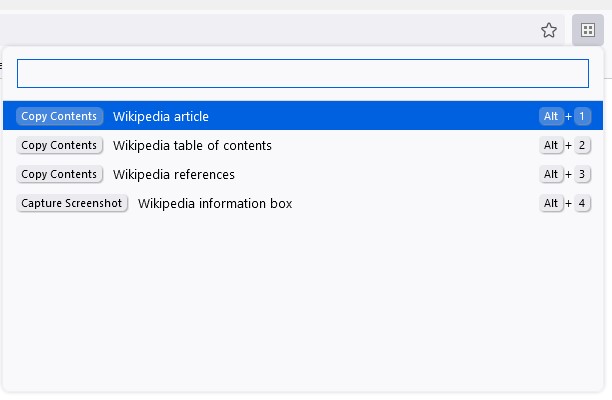 Copy Contents Wikipedia article Alt + 1
Copy Contents Wikipedia table of contents Alt + 2
Copy Contents Wikipedia references Alt + 3
Capture Screenshot Wikipedia information box Alt + 4